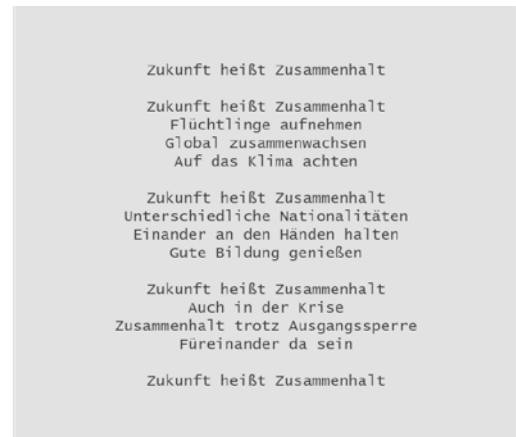 Zukunft heißt Zusammenhalt
Zukunft heißt Zusammenhalt
Flüchtlinge aufnehmen
Global zusammenwachsen
Auf das Klima achten
Zukunft heißt Zusammenhalt
Unterschiedliche Nationalitäten
Einander an den Händen halten
Gute Bildung genießen
Zukunft heißt Zusammenhalt
Auch in der Krise
Zusammenhalt trotz Ausgangssperre
Füreinander da sein
Zukunft heißt Zusammenhalt